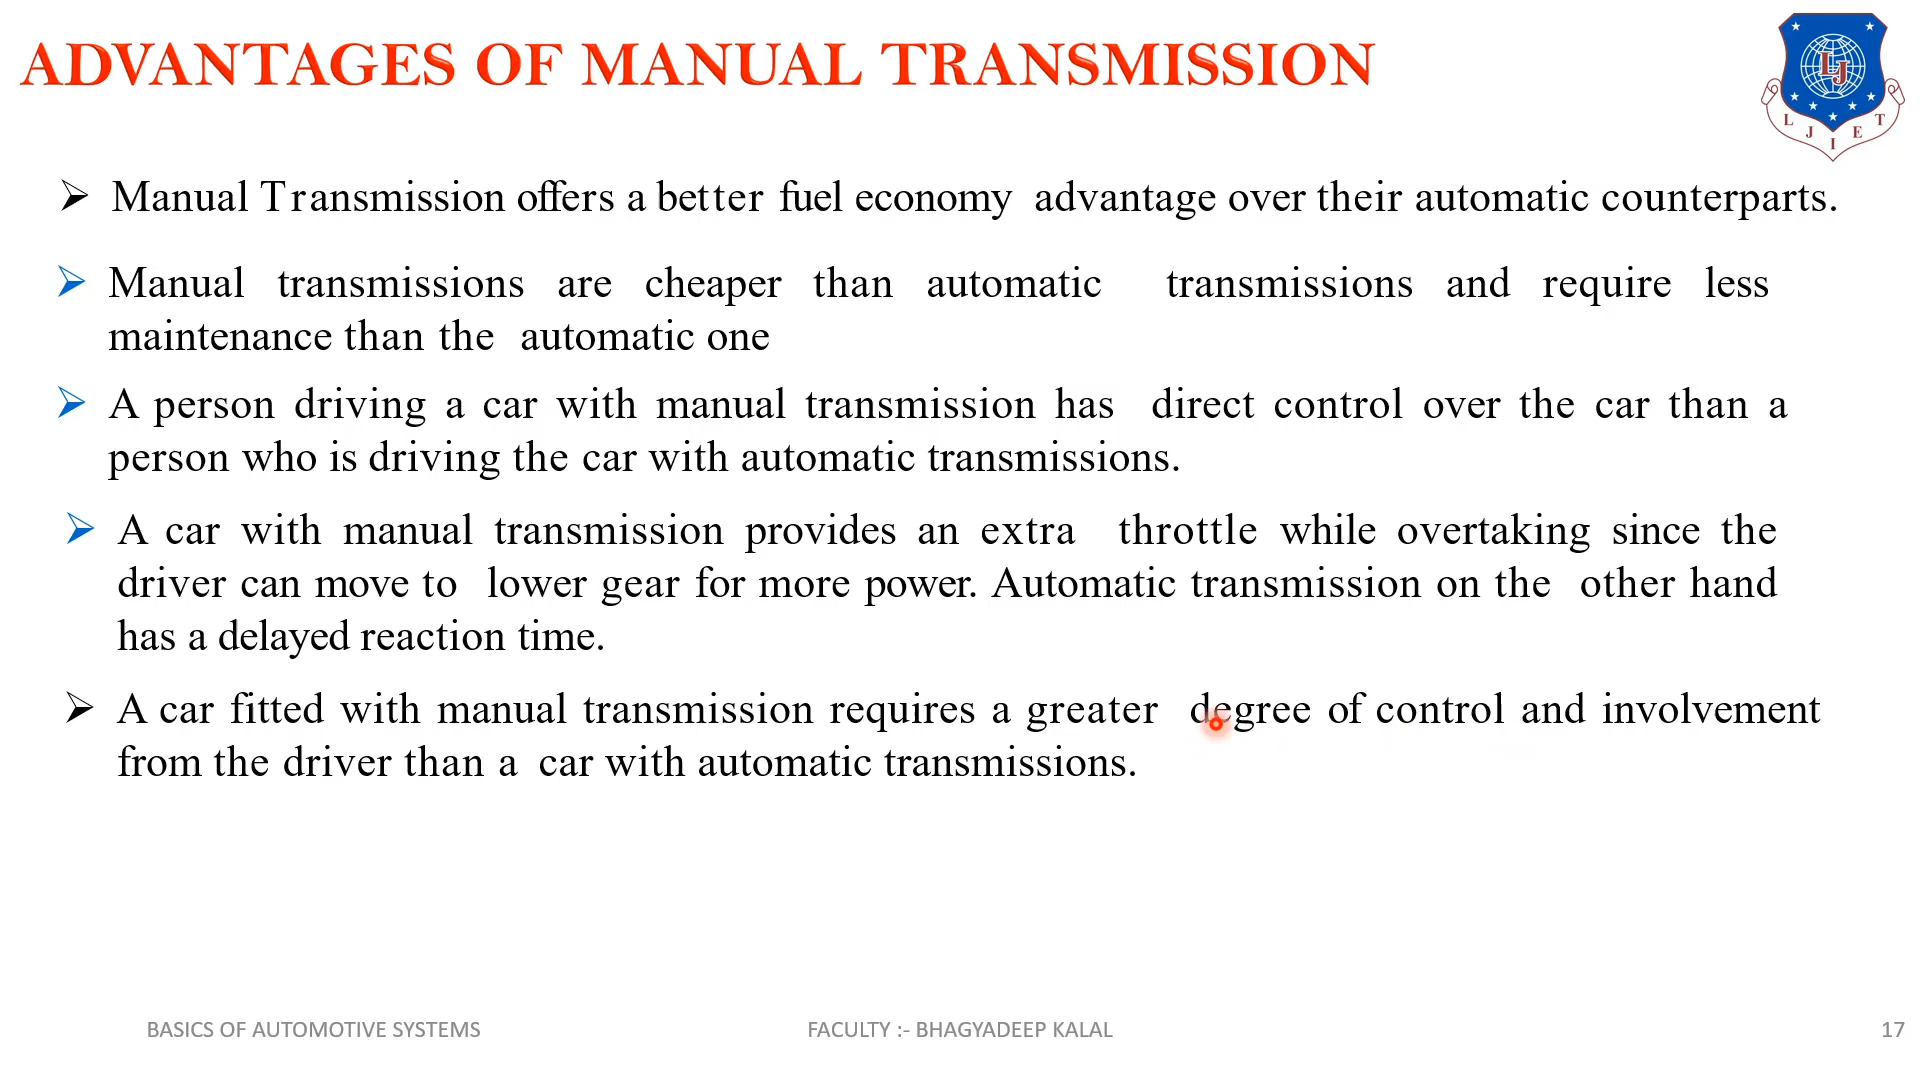 ADVANTAGES OF MANUAL TRANSMISSION
LJ
L J I E T
Manual Transmission offers a better fuel economy advantage over their automatic counterparts.
Manual transmissions are cheaper than automatic transmissions and require less
maintenance than the automatic one
A person driving a car with manual transmission has direct control over the car than a
person who is driving the car with automatic transmissions.
A car with manual transmission provides an extra throttle while overtaking since the
driver can move to lower gear for more power. Automatic transmission on the other hand
has a delayed reaction time.
A car fitted with manual transmission requires a greater degree of control and involvement
from the driver than a car with automatic transmissions.
BASICS OF AUTOMOTIVE SYSTEMS
FACULTY :- BHAGYADEEP KALAL
17